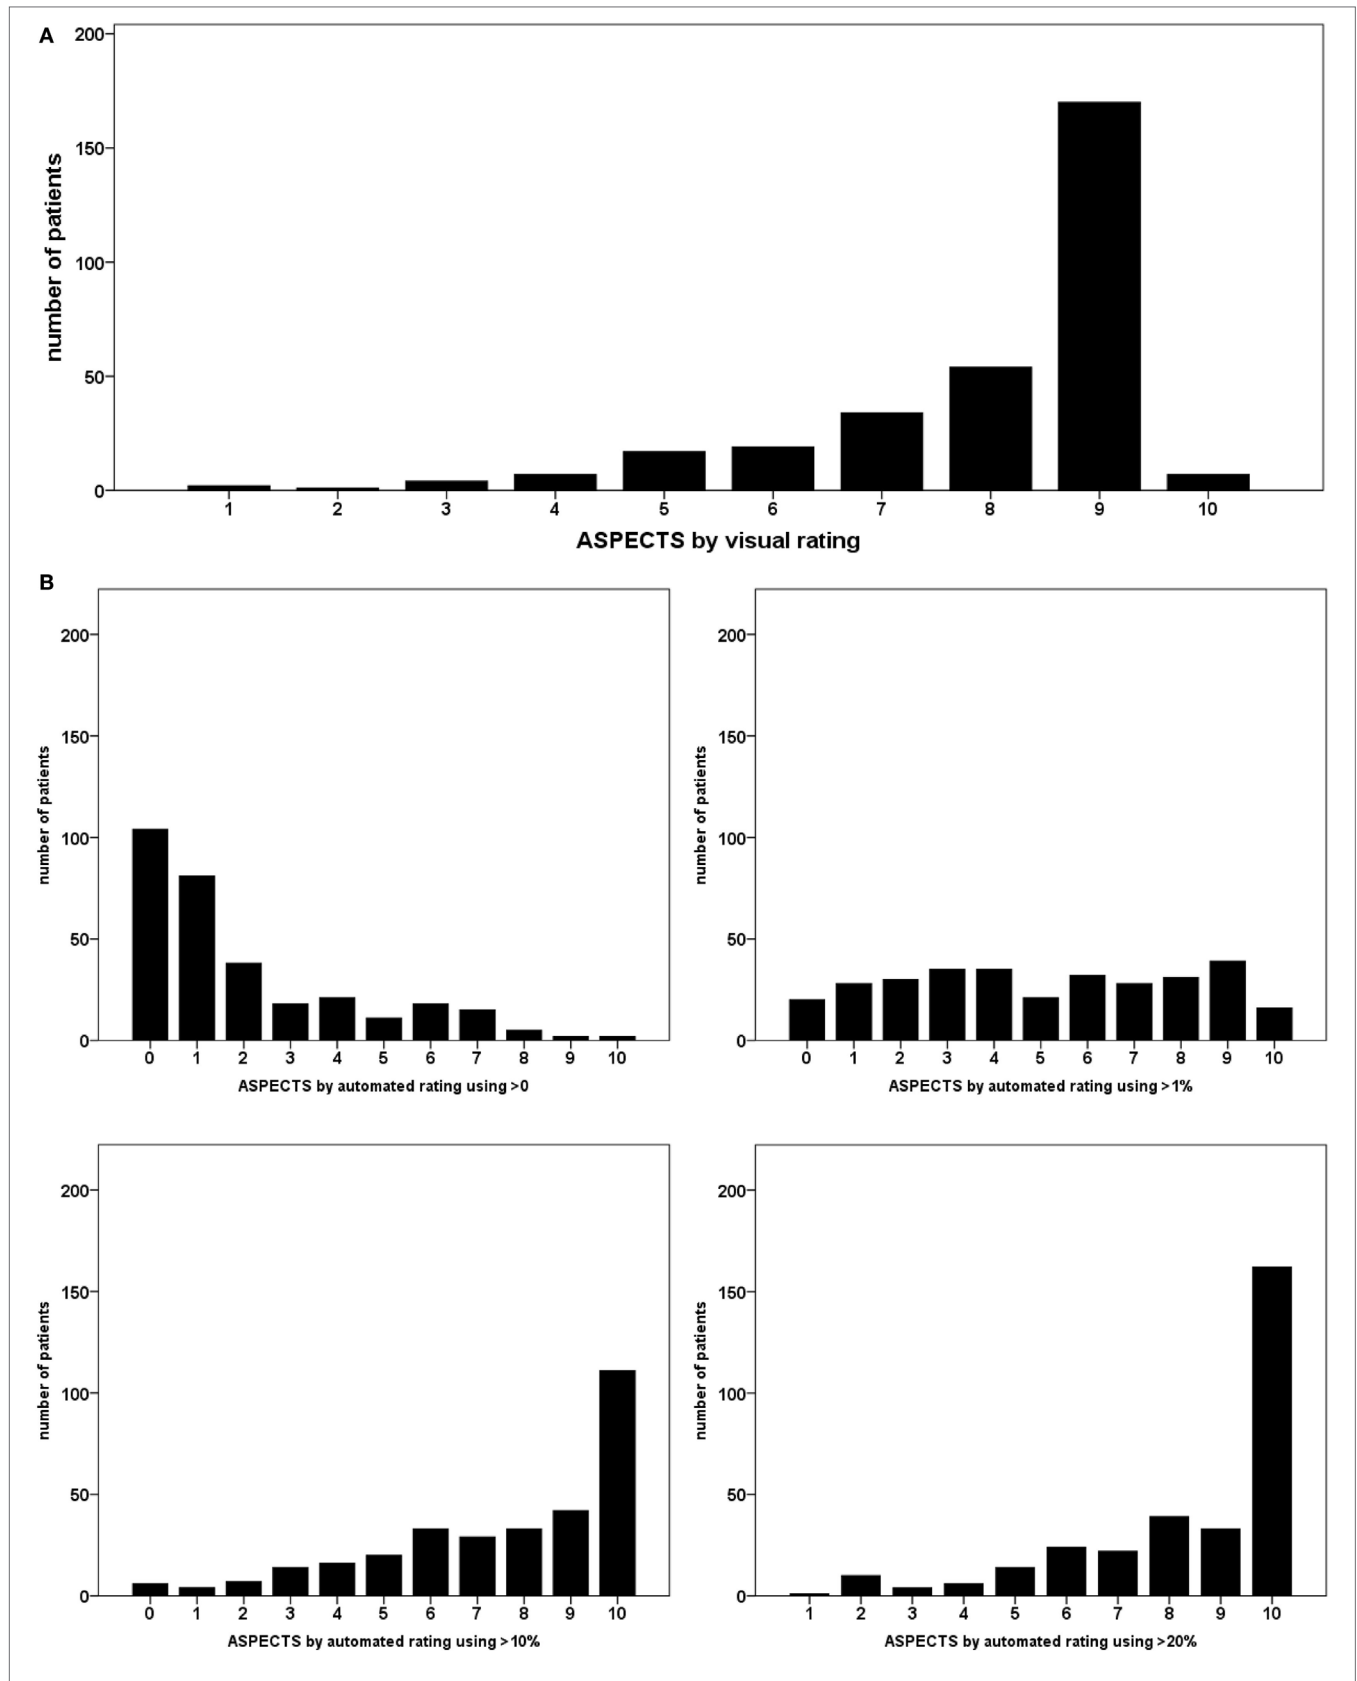 A
200
150
100
50
0
number of patients
1 2 3 4 5 6 7 8 9 10
ASPECTS by visual rating
B
200
150
100
50
0
number of patients
0 1 2 3 4 5 6 7 8 9 10
ASPECTS by automated rating using >0
200
150
100
50
0
number of patients
0 1 2 3 4 5 6 7 8 9 10
ASPECTS by automated rating using >1%
200
150
100
50
0
number of patients
0 1 2 3 4 5 6 7 8 9 10
ASPECTS by automated rating using >10%
200
150
100
50
0
number of patients
1 2 3 4 5 6 7 8 9 10
ASPECTS by automated rating using >20%